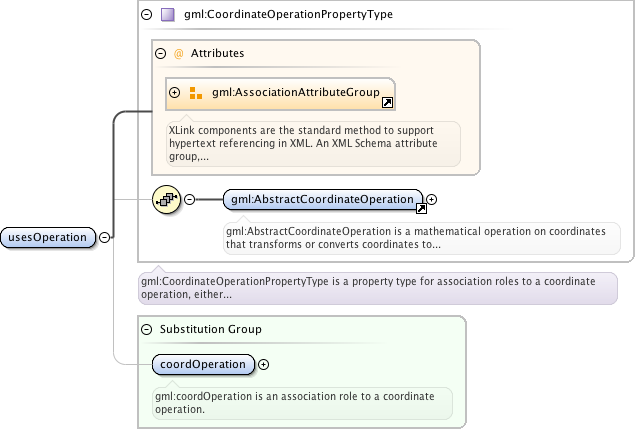 gml:CoordinateOperationPropertyType
@ Attributes
gml:AssociationAttributeGroup
XLink components are the standard method to support
hypertext referencing in XML. An XML Schema attribute
group,...
gml:AbstractCoordinateOperation
gml:AbstractCoordinateOperation is a mathematical operation on coordinates
that transforms or converts coordinates to...
usesOperation
gml:CoordinateOperationPropertyType is a property type for association roles to a coordinate
operation, either...
Substitution Group
coordOperation
gml:coordOperation is an association role to a coordinate
operation.